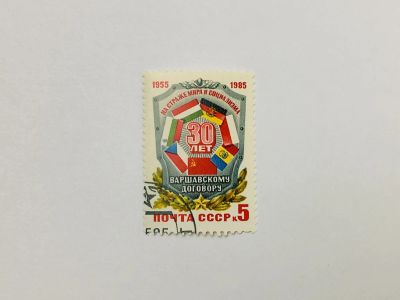 1955 1985
НА СТРАЖЕ МИРА И СОЦИАЛИЗМА
30
ЛЕТ
ВАРШАВСКОМУ
ДОГОВОРУ
ПОЧТА СССР К5